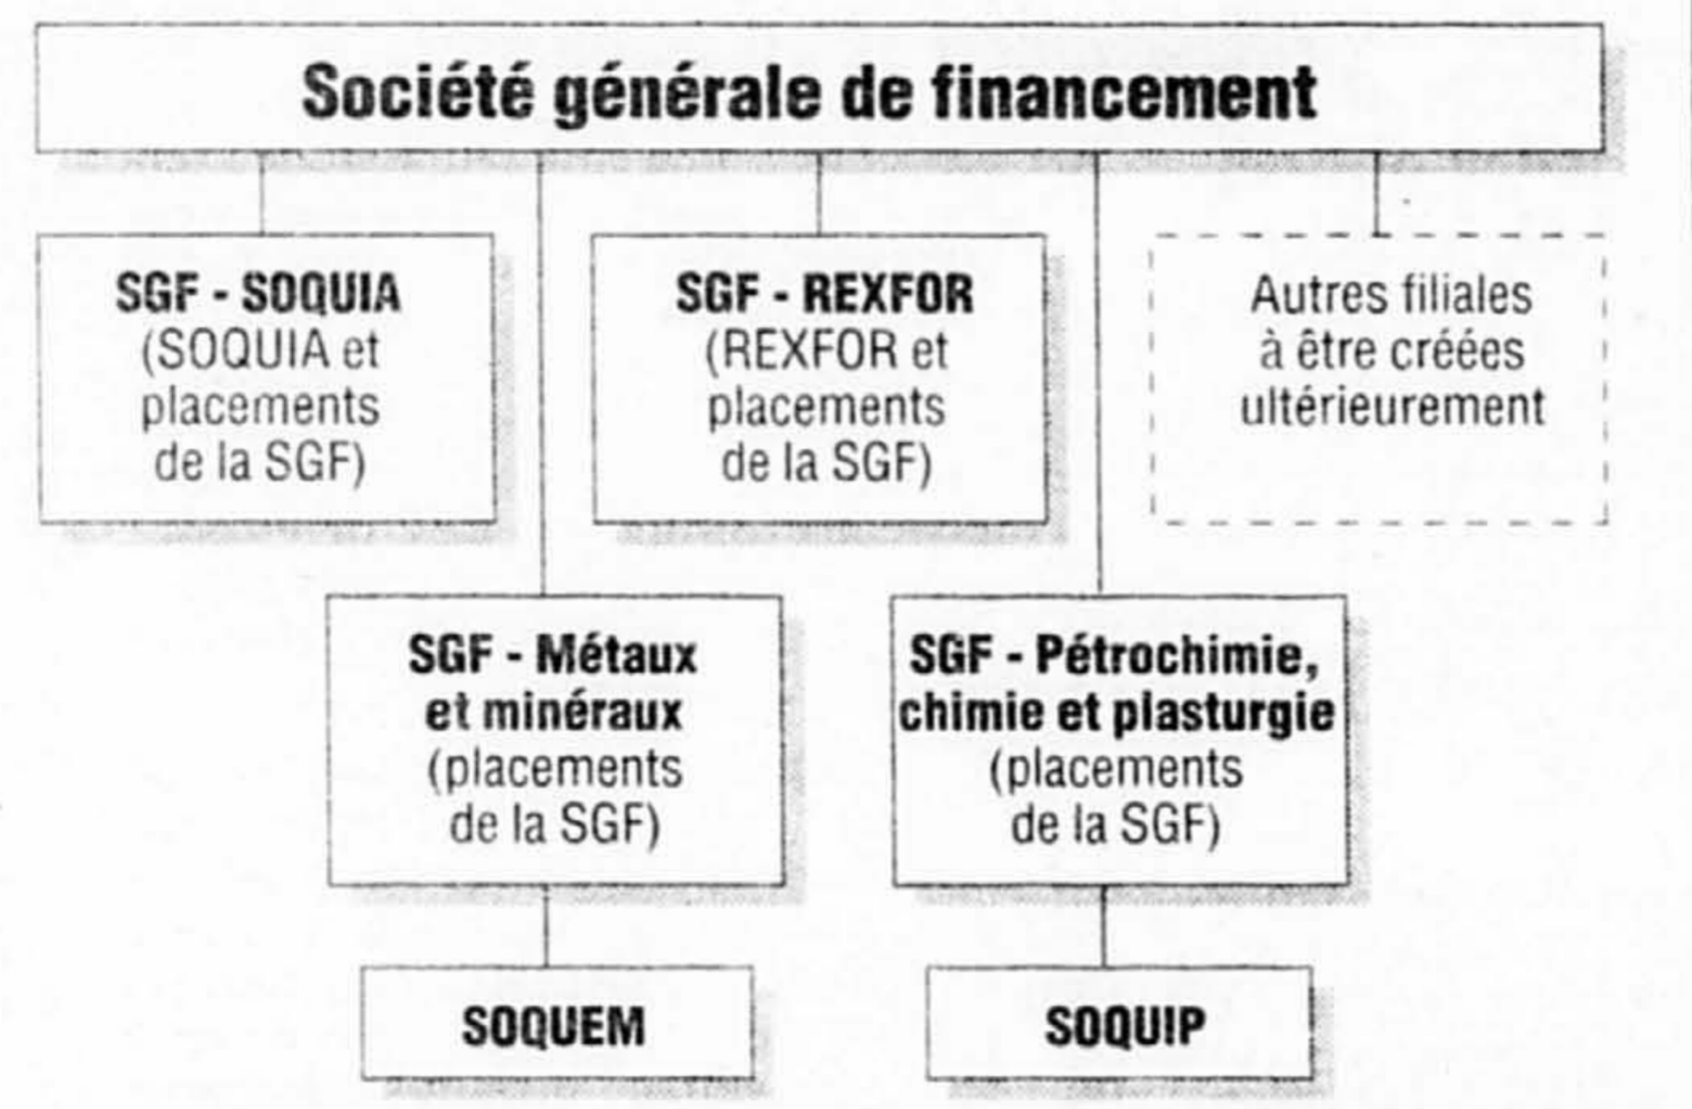 Société générale de financement
SGF - SOQUIA
(SOQUIA et
placements
de la SGF)
SGF - REXFOR
(REXFOR et
placements
de la SGF)
Autres filiales
à être créées
ultérieurement
SGF - Métaux
et minéraux
(placements
de la SGF)
SGF - Pétrochimie,
chimie et plasturgie
(placements
de la SGF)
SOQUEM
SOQUIP